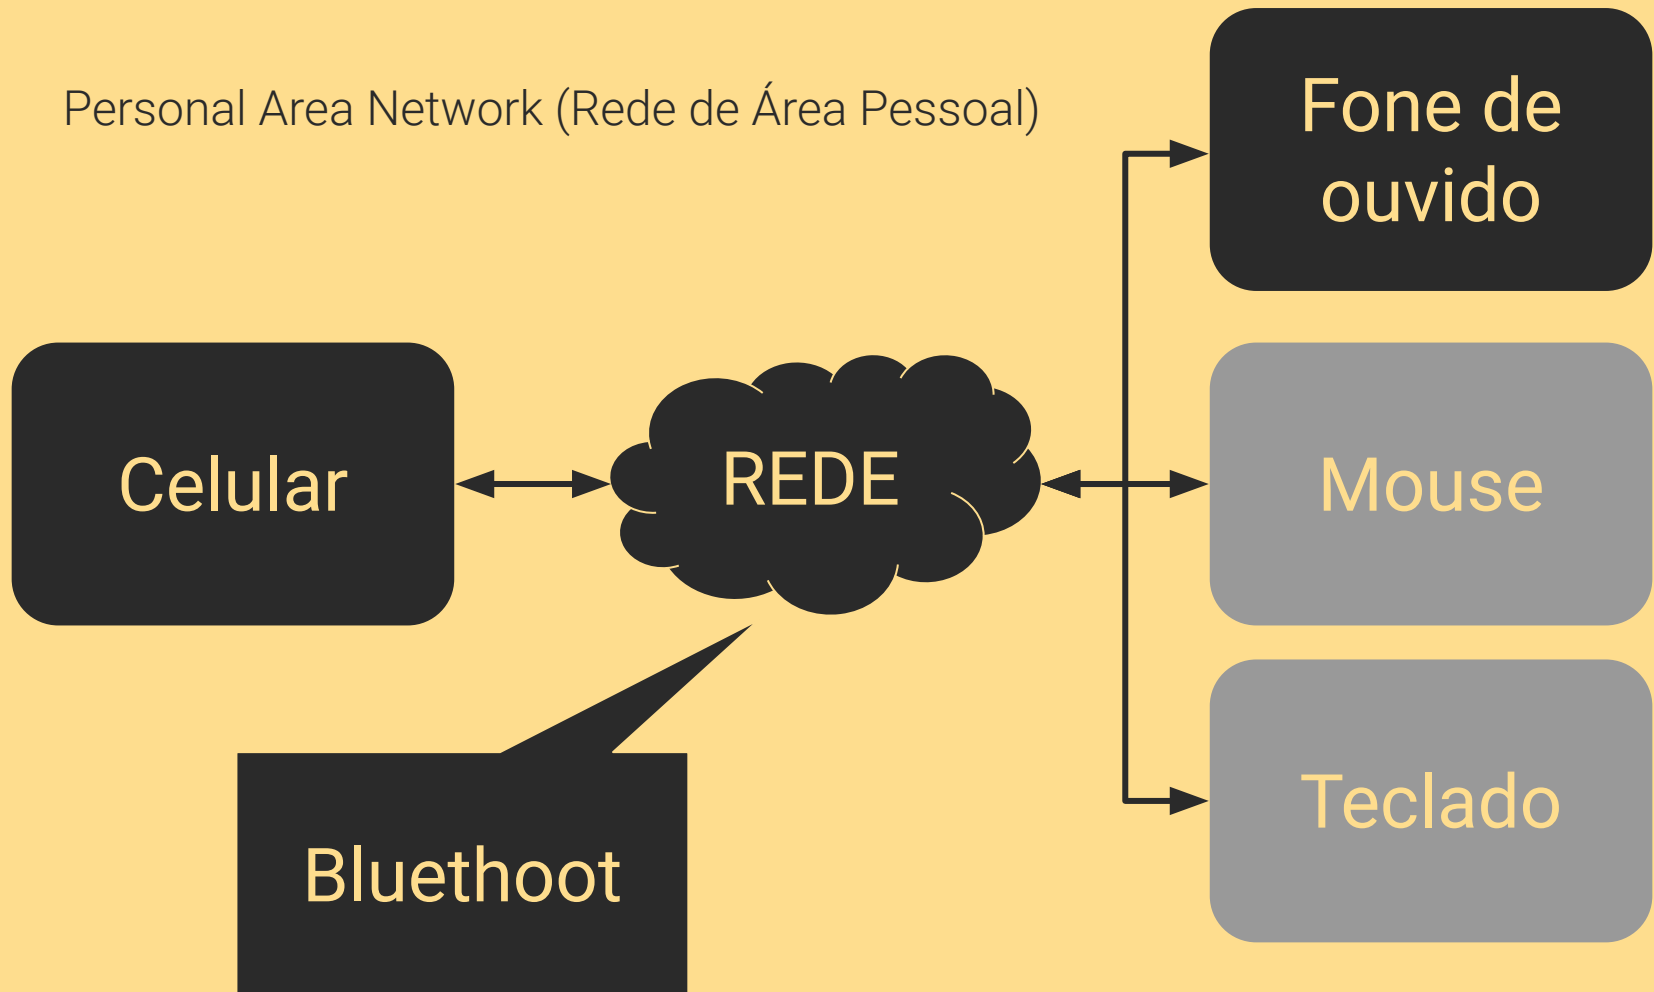 Personal Area Network (Rede de Área Pessoal)
Fone de
ouvido
Celular
REDE
Mouse
Teclado
Bluethoot